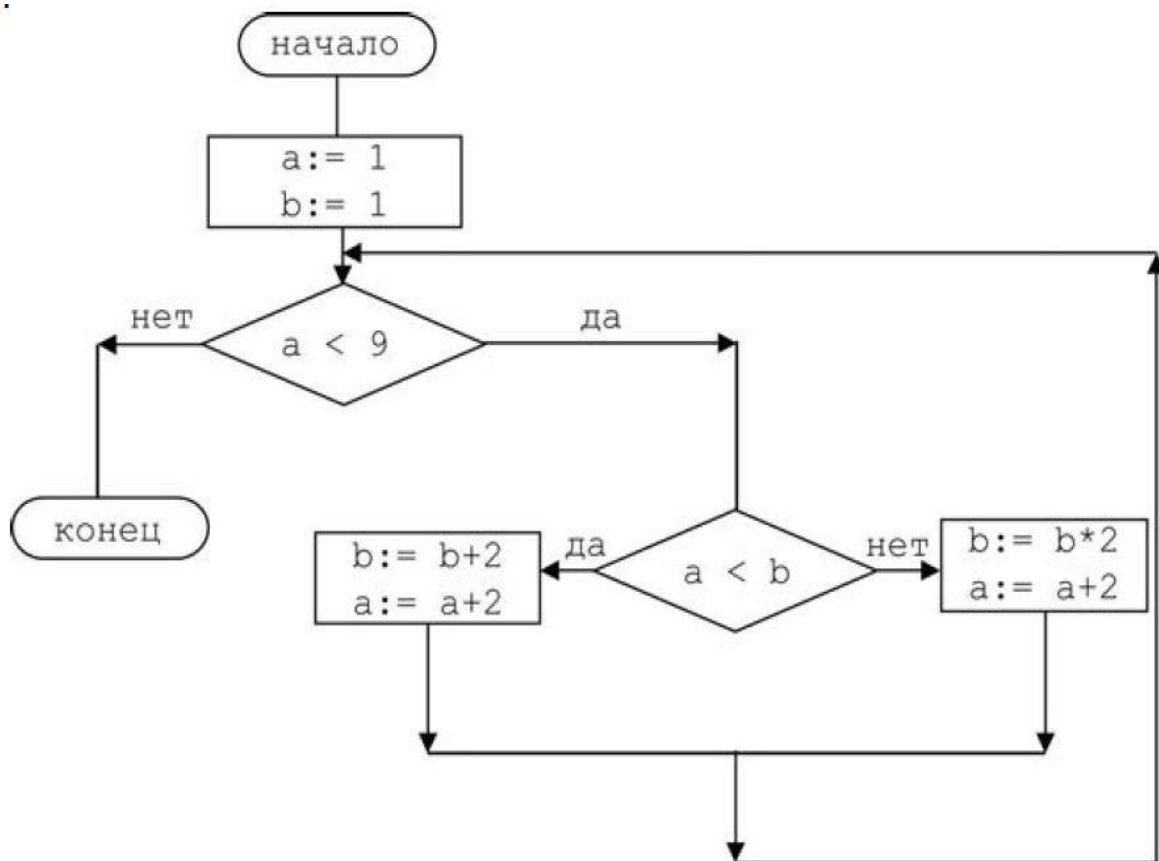 начало
a:= 1
b:= 1
нет
да
a < 9
конец
да
нет
b:= b+2
a:= a+2
a < b
b:= b*2
a:= a+2